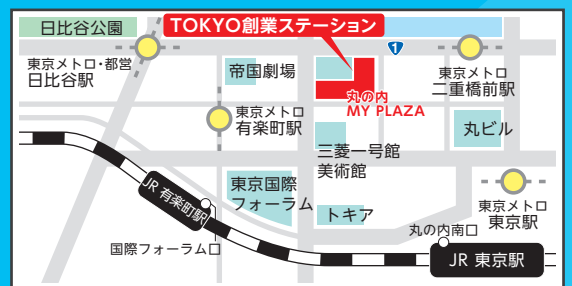 日比谷公園
TOKYO創業ステーション
1
東京メトロ・都営
日比谷駅
帝国劇場
東京メトロ
二重橋前駅
丸の内
MY PLAZA
東京メトロ
有楽町駅
丸ビル
三菱一号館
美術館
東京国際
フォーラム
JR 有楽町駅
トキア
東京メトロ
東京駅
丸の内南口
国際フォーラム口
JR 東京駅